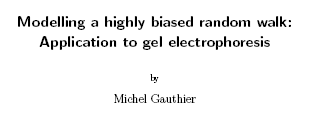 Modelling a highly biased random walk:
Application to gel electrophoresis
by
Michel Gauthier